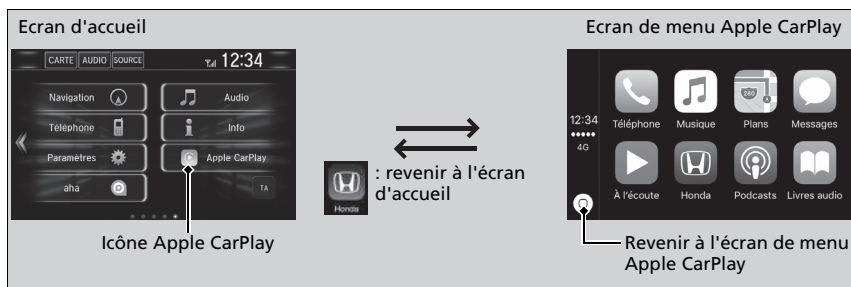 Ecran d'accueil
CARTE AUDIO SOURCE
12:34
Navigation
Audio
Téléphone
Info
Paramètres
Apple CarPlay
aha
TA
Icône Apple CarPlay
Honda
: revenir à l'écran
d'accueil
Ecran de menu Apple CarPlay
12:34
4G
280
Téléphone Musique Plans Messages
À l'écoute Honda Podcasts Livres audio
Revenir à l'écran de menu
Apple CarPlay